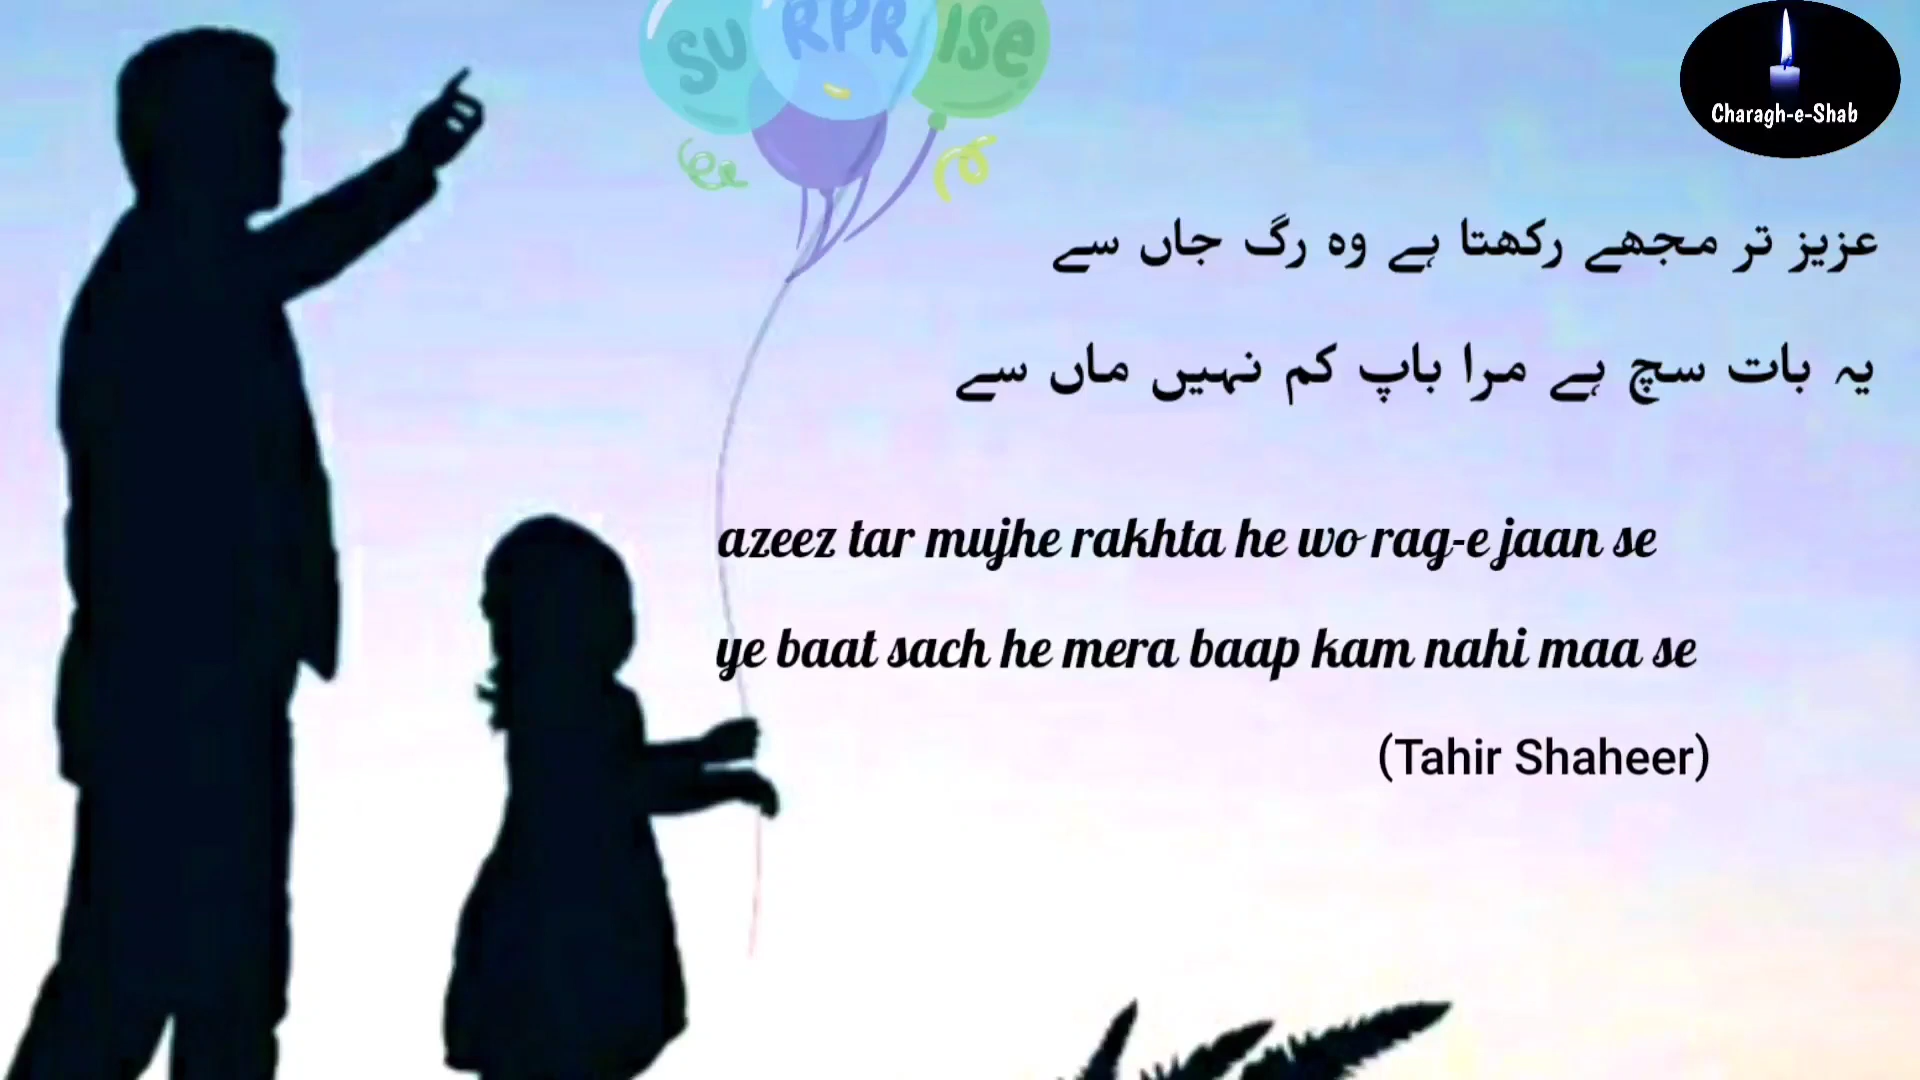 SURPRISE
Charagh-e-Shab
عزیز تر مجھے رکھتا ہے وہ رگ جاں سے
یہ بات سچ ہے مرا باپ کم نہیں ماں سے
azeez tar mujhe rakhta he wo rag-e jaan se
ye baat sach he mera baap kam nahi maa se
(Tahir Shaheer)